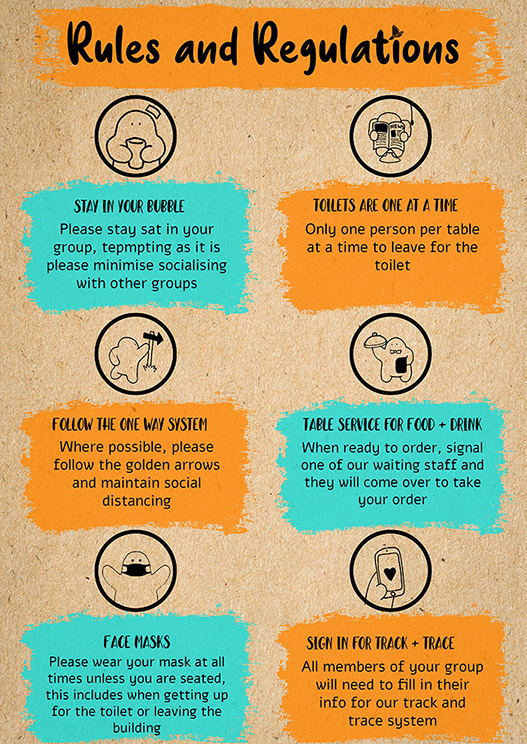 Rules and Regulations
STAY IN YOUR BUBBLE
Please stay sat in your
group, tepmpting as it is
please minimise socialising
with other groups
NEWS
TOILETS ARE ONE AT A TIME
Only one person per table
at a time to leave for the
toilet
FOLLOW THE ONE WAY SYSTEM
Where possible, please
follow the golden arrows
and maintain social
distancing
TABLE SERVICE FOR FOOD + DRINK
When ready to order, signal
one of our waiting staff and
they will come over to take
your order
FACE MASKS
Please wear your mask at all
times unless you are seated,
this includes when getting up
for the toilet or leaving the
building
SIGN IN FOR TRACK + TRACE
All members of your group
will need to fill in their
info for our track and
trace system